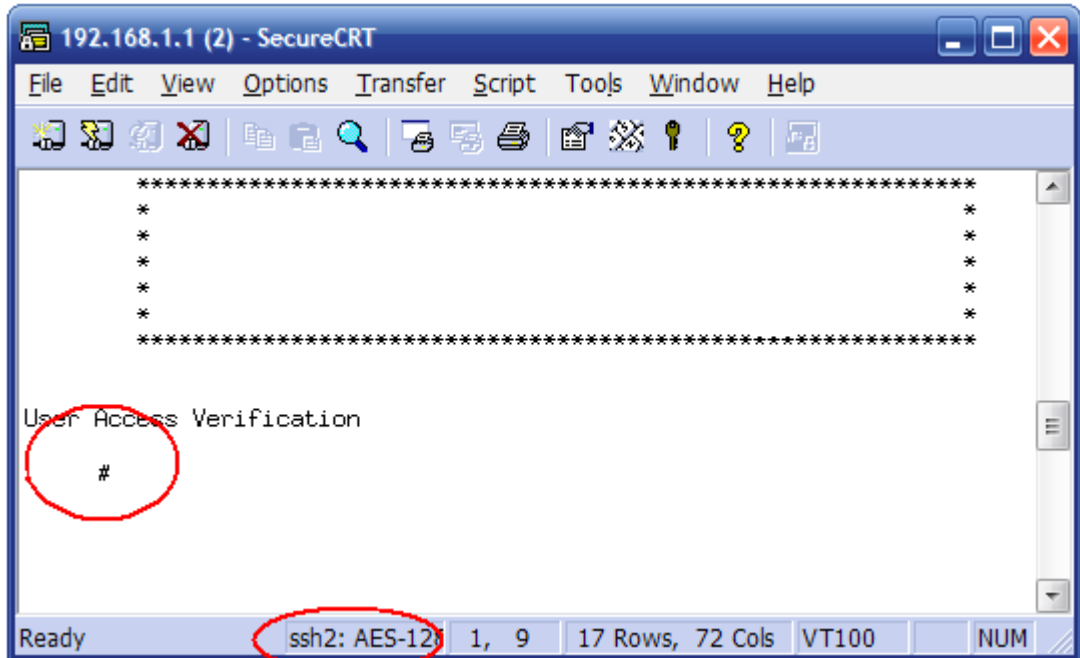 192.168.1.1 (2) - SecureCRT
File Edit View Options Transfer Script Tools Window Help
************************************************************
* *
* *
* *
* *
* *
************************************************************
User Access Verification
#
Ready ssh2: AES-128 1, 9 17 Rows, 72 Cols VT100 NUM